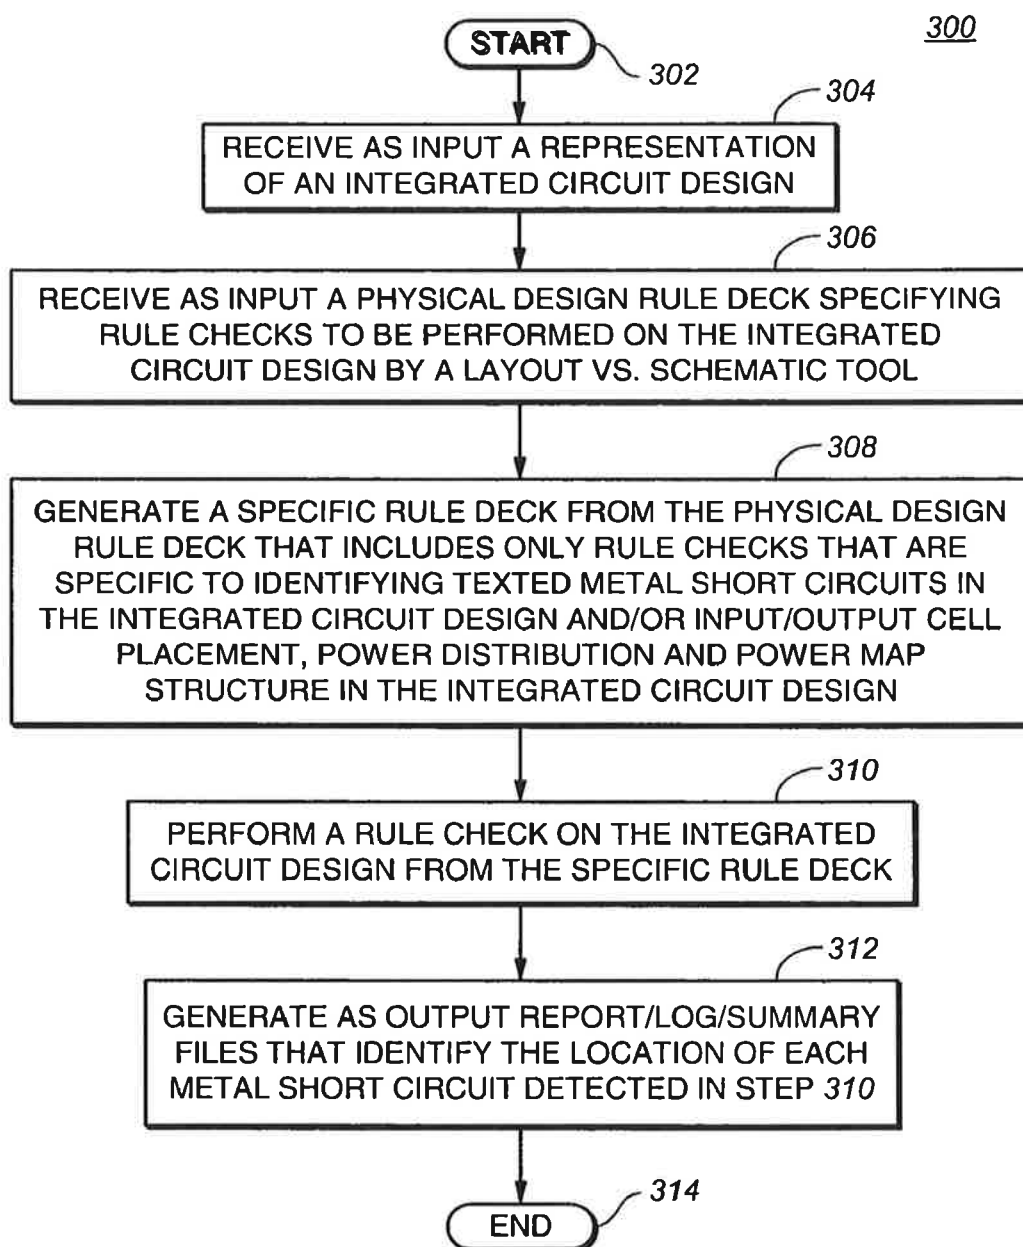 300
START
302
304
RECEIVE AS INPUT A REPRESENTATION
OF AN INTEGRATED CIRCUIT DESIGN
306
RECEIVE AS INPUT A PHYSICAL DESIGN RULE DECK SPECIFYING
RULE CHECKS TO BE PERFORMED ON THE INTEGRATED
CIRCUIT DESIGN BY A LAYOUT VS. SCHEMATIC TOOL
308
GENERATE A SPECIFIC RULE DECK FROM THE PHYSICAL DESIGN
RULE DECK THAT INCLUDES ONLY RULE CHECKS THAT ARE
SPECIFIC TO IDENTIFYING TEXTED METAL SHORT CIRCUITS IN
THE INTEGRATED CIRCUIT DESIGN AND/OR INPUT/OUTPUT CELL
PLACEMENT, POWER DISTRIBUTION AND POWER MAP
STRUCTURE IN THE INTEGRATED CIRCUIT DESIGN
310
PERFORM A RULE CHECK ON THE INTEGRATED
CIRCUIT DESIGN FROM THE SPECIFIC RULE DECK
312
GENERATE AS OUTPUT REPORT/LOG/SUMMARY
FILES THAT IDENTIFY THE LOCATION OF EACH
METAL SHORT CIRCUIT DETECTED IN STEP 310
314
END